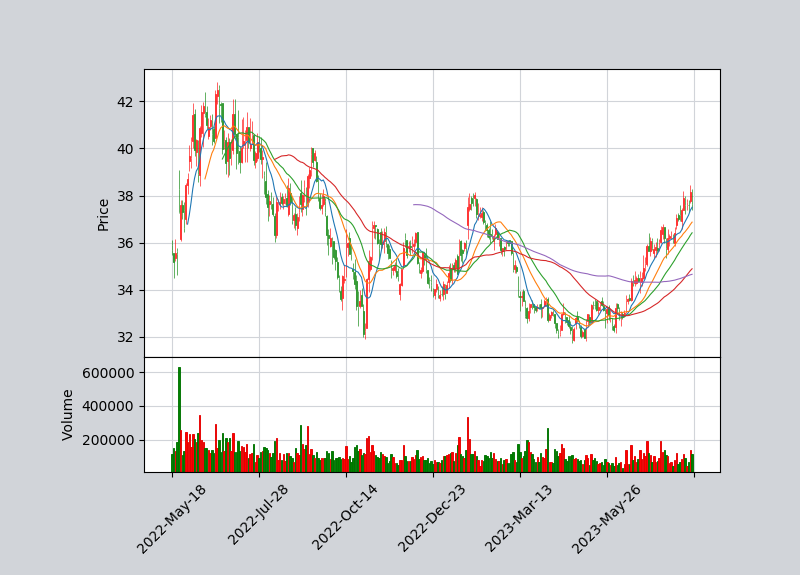 42
40
38
36
34
32
Price
600000
400000
200000
Volume
2022-May-18
2022-Jul-28
2022-Oct-14
2022-Dec-23
2023-Mar-13
2023-May-26